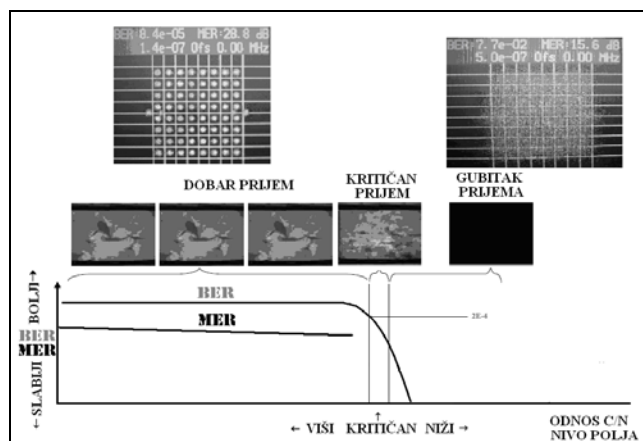 BER: 8.4e-05 MER:28.8 dB
1.4e-07 Ofs 0.00 MHz
BER: 7.7e-02 MER:15.6 dB
5.0e-07 Ofs 0.00 MHz
DOBAR PRIJEM
KRITIČAN
PRIJEM
GUBITAK
PRIJEMA
BER
MER
2E-4
BER
MER
← SLABIJI BOLJI →
← VIŠI KRITIČAN NIŽI →
ODNOS C/N
NIVO POLJA